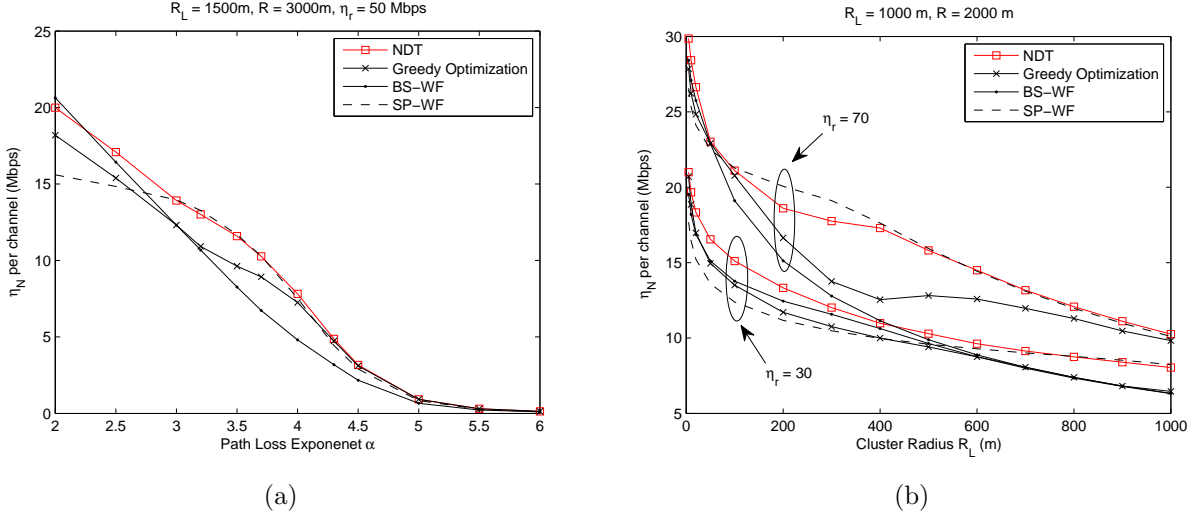 R_L = 1500m, R = 3000m, η_r = 50 Mbps
25
20
15
10
5
0
η_N per channel (Mbps)
NDT
Greedy Optimization
BS−WF
SP−WF
2 2.5 3 3.5 4 4.5 5 5.5 6
Path Loss Exponenet α
(a)
R_L = 1000 m, R = 2000 m
30
25
20
15
10
5
η_N per channel (Mbps)
NDT
Greedy Optimization
BS−WF
SP−WF
η_r = 70
η_r = 30
0 200 400 600 800 1000
Cluster Radius R_L (m)
(b)